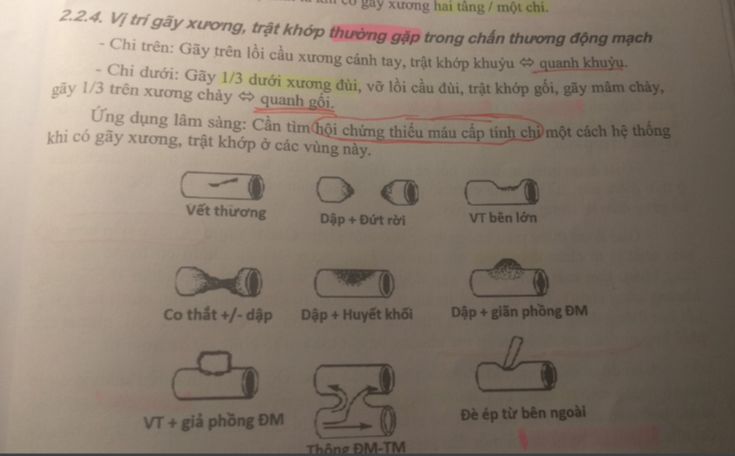 gãy xương hai tầng / một chi.
2.2.4. Vị trí gãy xương, trật khớp thường gặp trong chấn thương động mạch
- Chi trên: Gãy trên lồi cầu xương cánh tay, trật khớp khuỷu ⇔ quanh khuỷu.
- Chi dưới: Gãy 1/3 dưới xương đùi, vỡ lồi cầu đùi, trật khớp gối, gãy mâm chày,
gãy 1/3 trên xương chày ⇔ quanh gối.
Ứng dụng lâm sàng: Cần tìm hội chứng thiếu máu cấp tính chi một cách hệ thống
khi có gãy xương, trật khớp ở các vùng này.
Vết thương Dập + Đứt rời VT bên lớn
Co thắt +/- dập Dập + Huyết khối Dập + giãn phồng ĐM
VT + giả phồng ĐM Thông ĐM-TM Đè ép từ bên ngoài